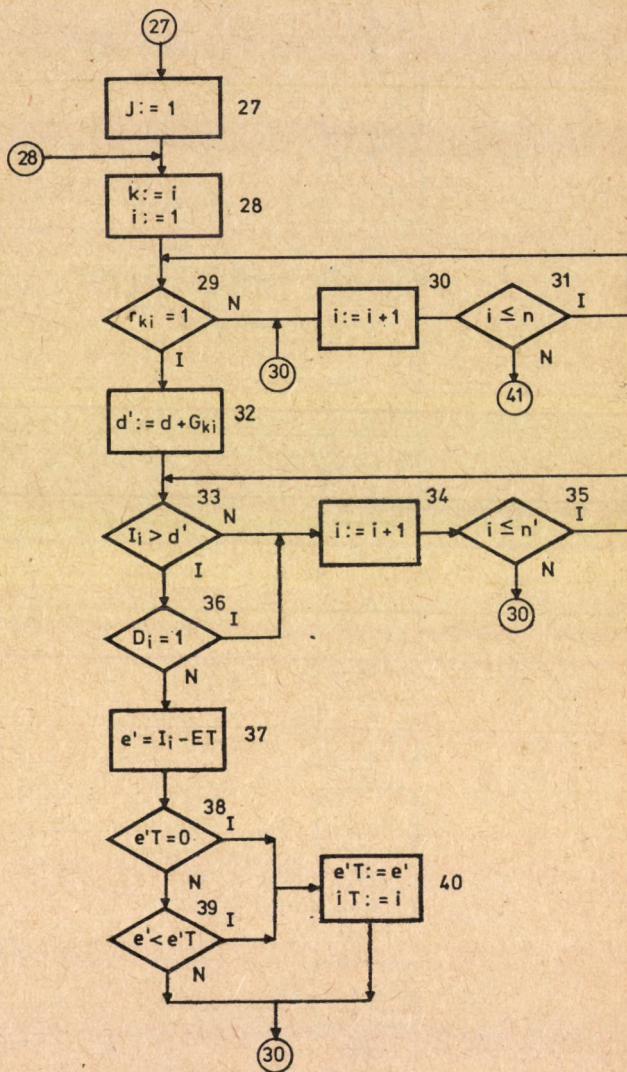 27
J := 1
27
28
k := i
i := 1
28
29
r_ki = 1
N
I
30
30
i := i + 1
31
i ≤ n
I
N
41
32
d' := d + G_ki
33
I_i > d'
N
I
34
i := i + 1
35
i ≤ n'
I
N
30
36
D_i = 1
I
N
37
e' = I_i - ET
38
e'T = 0
I
N
39
e' < e'T
I
N
40
e'T := e'
iT := i
30